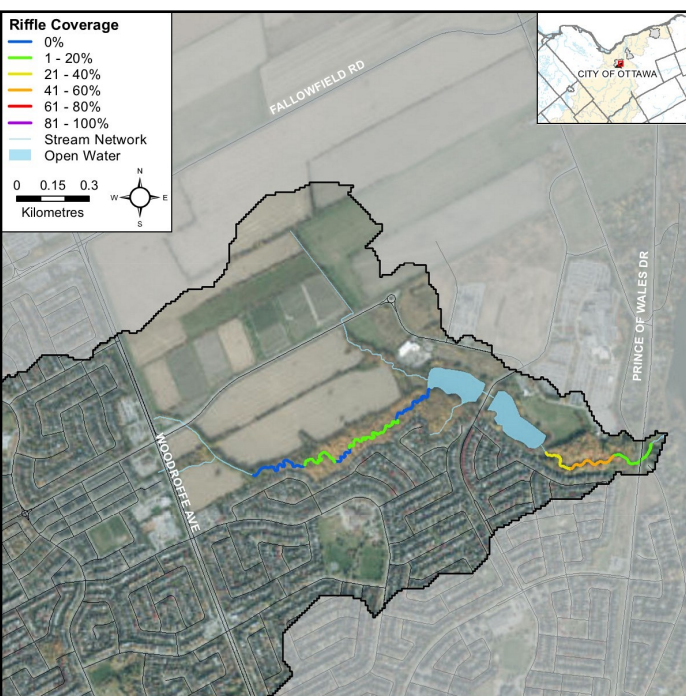 Riffle Coverage
0%
1 - 20%
21 - 40%
41 - 60%
61 - 80%
81 - 100%
Stream Network
Open Water
N
W E
S
0 0.15 0.3
Kilometres
FALLOWFIELD RD
CITY OF OTTAWA
PRINCE OF WALES DR
WOODROFFE AVE